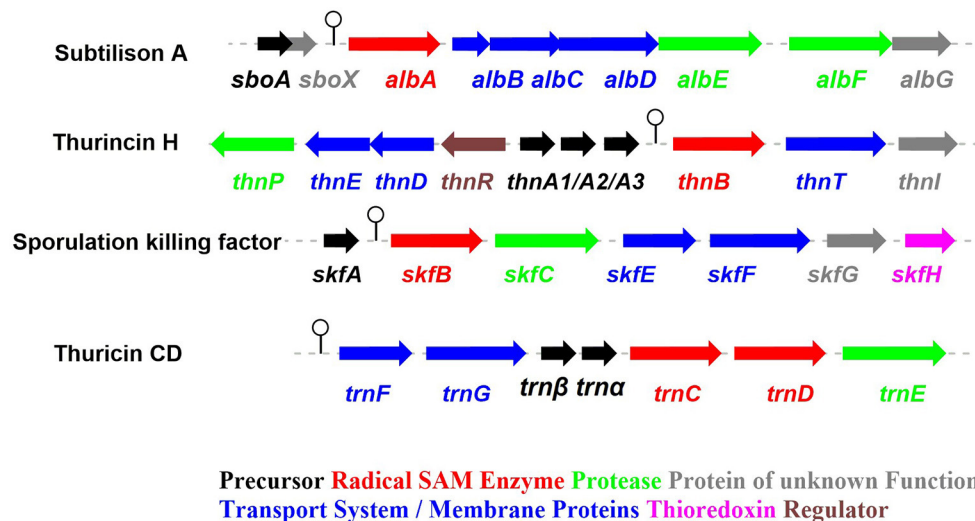 Subtilison A
sboA sboX albA albB albC albD albE albF albG
Thurincin H
thnP thnE thnD thnR thnA1/A2/A3 thnB thnT thnI
Sporulation killing factor
skfA skfB skfC skfE skfF skfG skfH
Thuricin CD
trnF trnG trnβ trnα trnC trnD trnE
Precursor Radical SAM Enzyme Protease Protein of unknown Function
Transport System / Membrane Proteins Thioredoxin Regulator